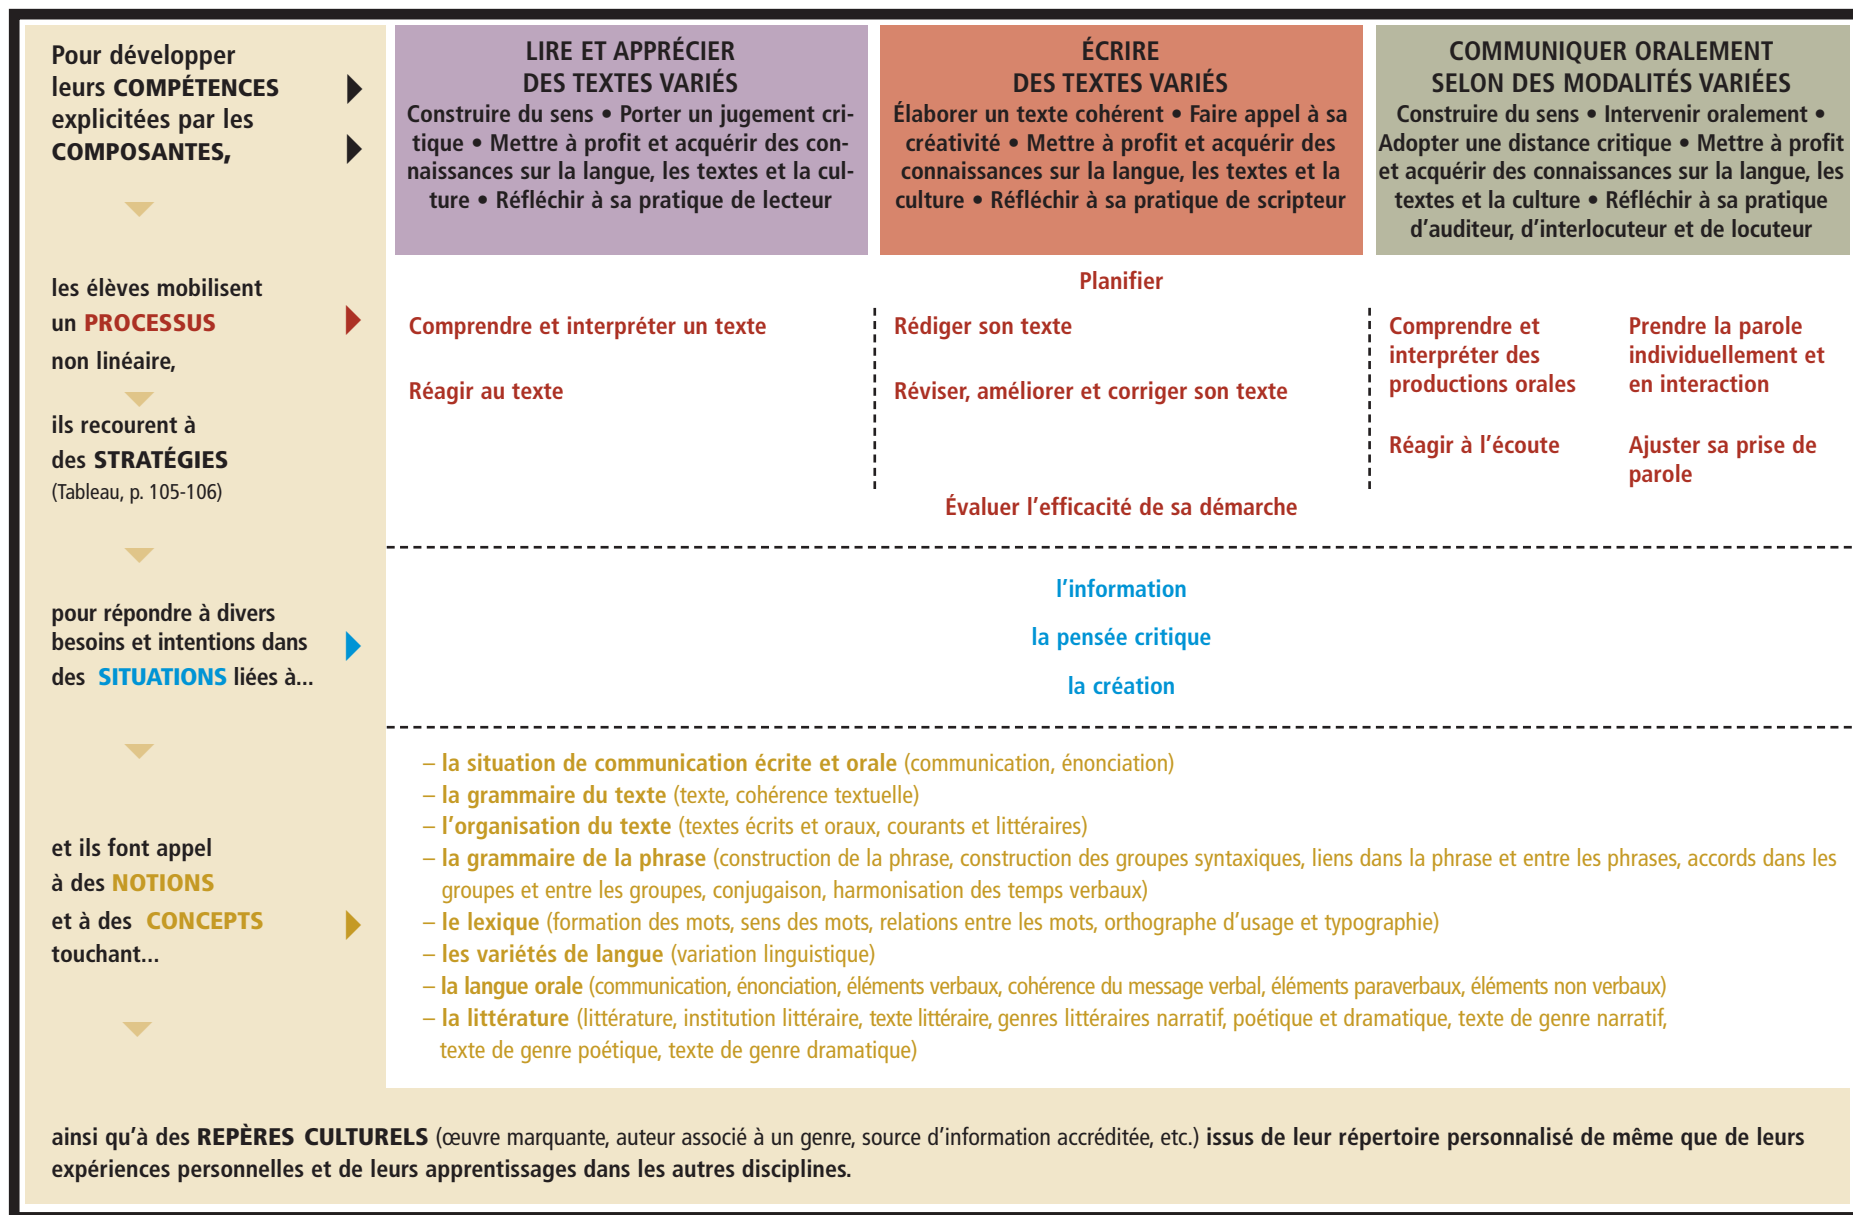 Pour développer
leurs COMPÉTENCES
explicitées par les
COMPOSANTES,
LIRE ET APPRÉCIER
DES TEXTES VARIÉS
Construire du sens • Porter un jugement cri-
tique • Mettre à profit et acquérir des con-
naissances sur la langue, les textes et la cul-
ture • Réfléchir à sa pratique de lecteur
ÉCRIRE
DES TEXTES VARIÉS
Élaborer un texte cohérent • Faire appel à sa
créativité • Mettre à profit et acquérir des
connaissances sur la langue, les textes et la
culture • Réfléchir à sa pratique de scripteur
COMMUNIQUER ORALEMENT
SELON DES MODALITÉS VARIÉES
Construire du sens • Intervenir oralement •
Adopter une distance critique • Mettre à profit
et acquérir des connaissances sur la langue, les
textes et la culture • Réfléchir à sa pratique
d’auditeur, d’interlocuteur et de locuteur
les élèves mobilisent
un PROCESSUS
non linéaire,
ils recourent à
des STRATÉGIES
(Tableau, p. 105-106)
Planifier
Comprendre et interpréter un texte
Réagir au texte
Rédiger son texte
Réviser, améliorer et corriger son texte
Comprendre et
interpréter des
productions orales
Réagir à l’écoute
Prendre la parole
individuellement et
en interaction
Ajuster sa prise de
parole
Évaluer l’efficacité de sa démarche
pour répondre à divers
besoins et intentions dans
des SITUATIONS liées à...
l’information
la pensée critique
la création
et ils font appel
à des NOTIONS
et à des CONCEPTS
touchant...
– la situation de communication écrite et orale (communication, énonciation)
– la grammaire du texte (texte, cohérence textuelle)
– l’organisation du texte (textes écrits et oraux, courants et littéraires)
– la grammaire de la phrase (construction de la phrase, construction des groupes syntaxiques, liens dans la phrase et entre les phrases, accords dans les
groupes et entre les groupes, conjugaison, harmonisation des temps verbaux)
– le lexique (formation des mots, sens des mots, relations entre les mots, orthographe d’usage et typographie)
– les variétés de langue (variation linguistique)
– la langue orale (communication, énonciation, éléments verbaux, cohérence du message verbal, éléments paraverbaux, éléments non verbaux)
– la littérature (littérature, institution littéraire, texte littéraire, genres littéraires narratif, poétique et dramatique, texte de genre narratif,
texte de genre poétique, texte de genre dramatique)
ainsi qu’à des REPÈRES CULTURELS (œuvre marquante, auteur associé à un genre, source d’information accréditée, etc.) issus de leur répertoire personnalisé de même que de leurs
expériences personnelles et de leurs apprentissages dans les autres disciplines.